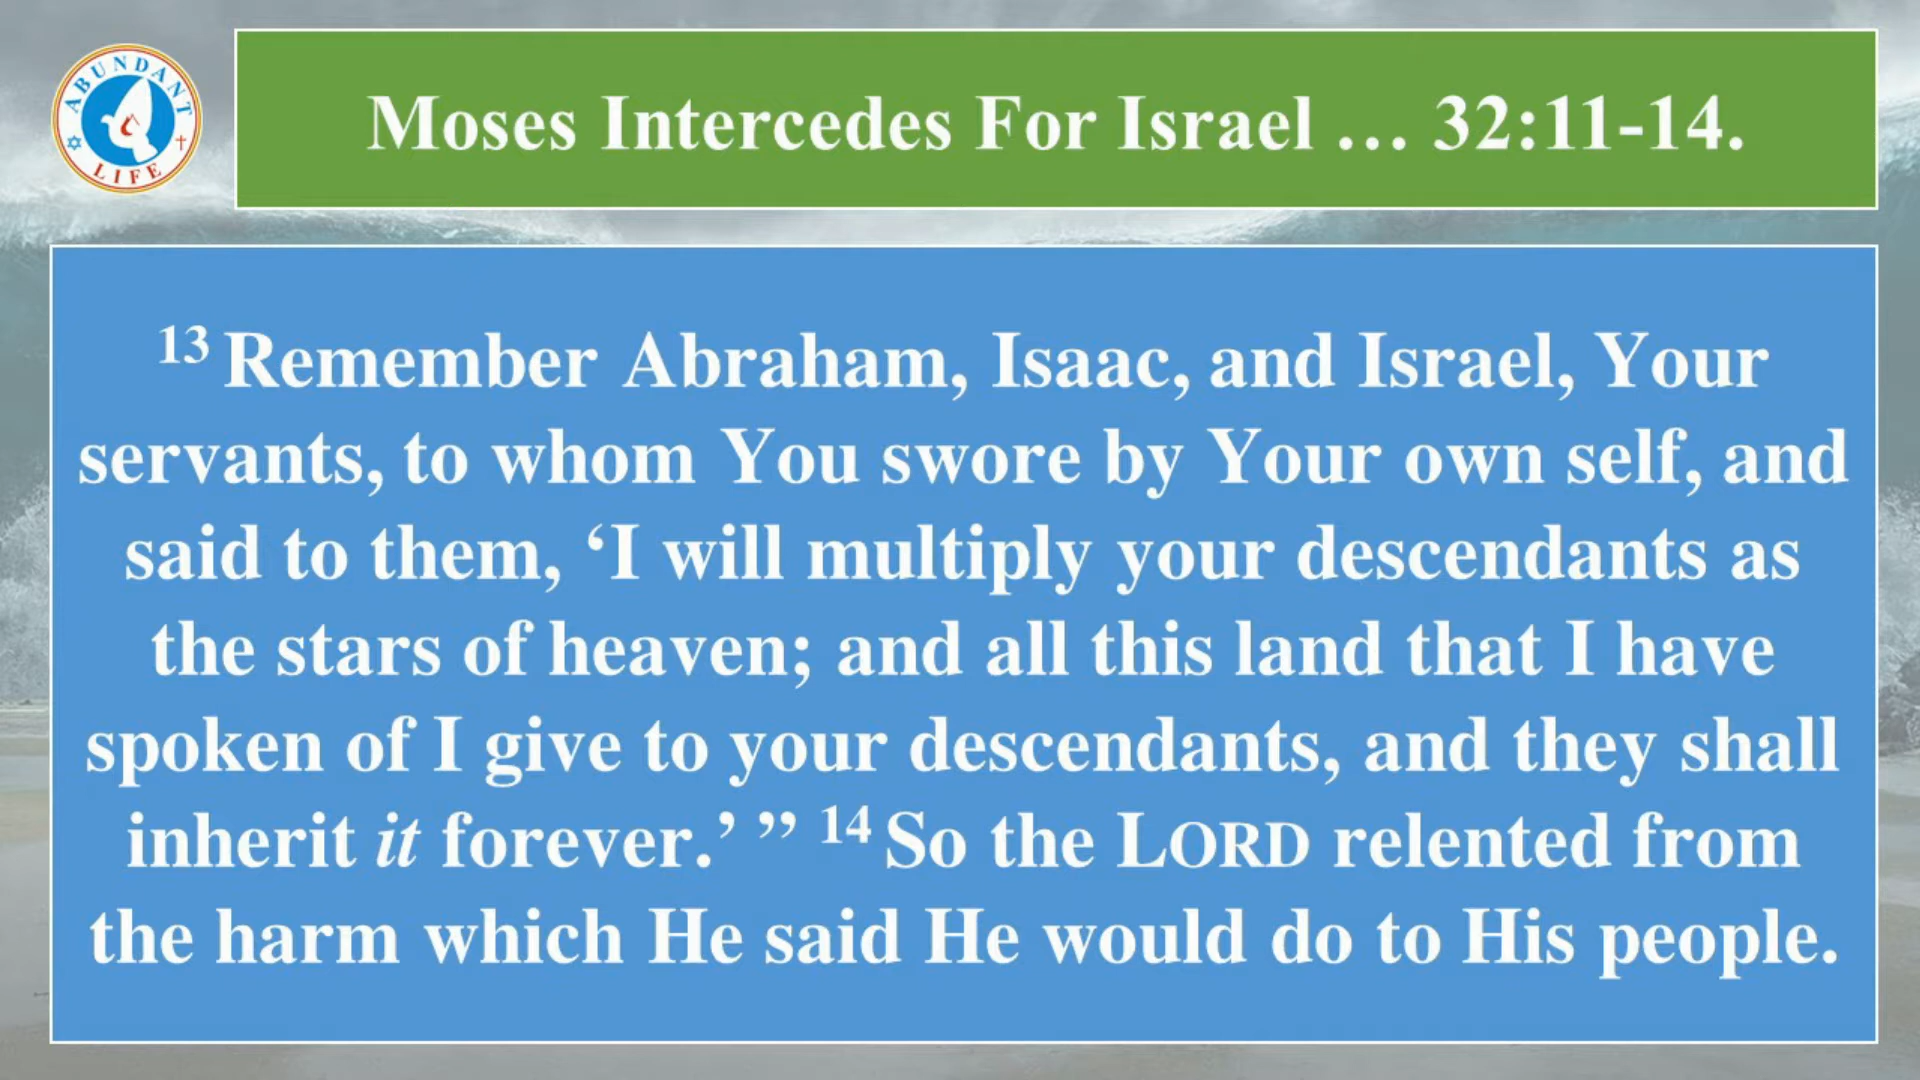 ABUNDANT
LIFE
Moses Intercedes For Israel … 32:11-14.
13 Remember Abraham, Isaac, and Israel, Your
servants, to whom You swore by Your own self, and
said to them, ‘I will multiply your descendants as
the stars of heaven; and all this land that I have
spoken of I give to your descendants, and they shall
inherit it forever.’ ” 14 So the LORD relented from
the harm which He said He would do to His people.